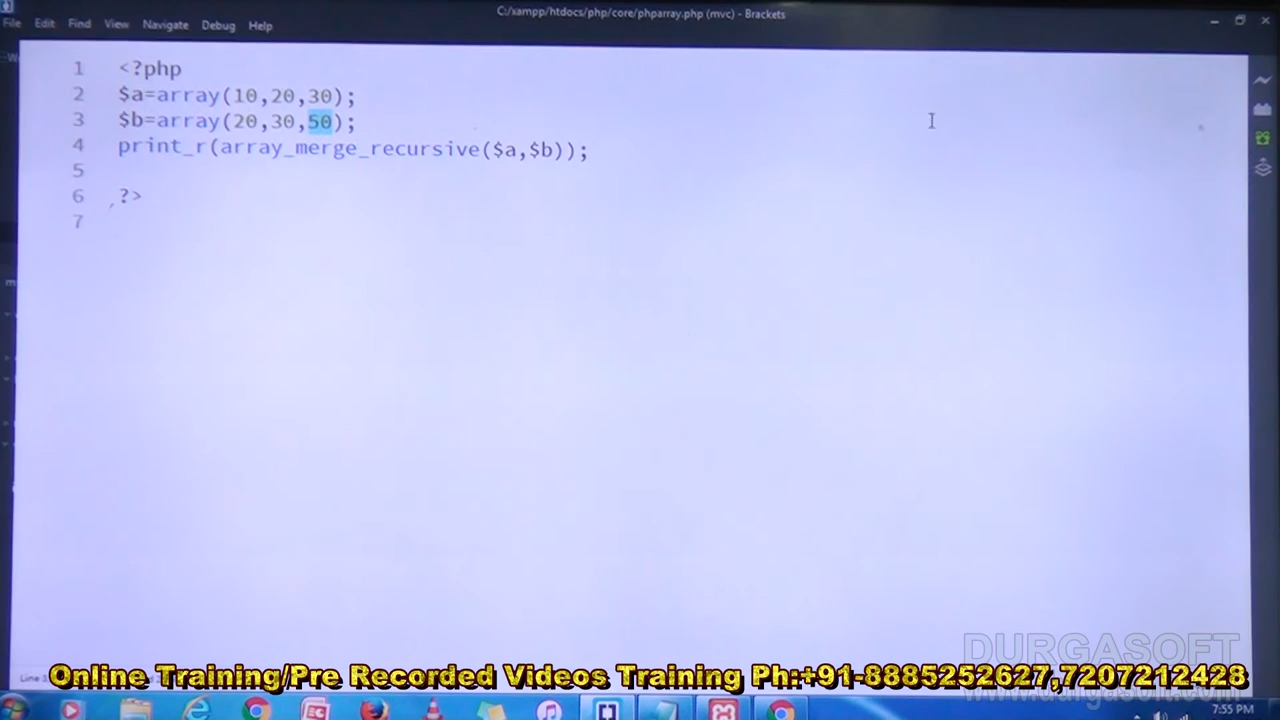 C:/xampp/htdocs/php/core/phparray.php (mvc) - Brackets
File Edit Find View Navigate Debug Help
1 <?php
2 $a=array(10,20,30);
3 $b=array(20,30,50);
4 print_r(array_merge_recursive($a,$b));
5
6 ?>
7
DURGASOFT
Online Training/Pre Recorded Videos Training Ph:+91-8885252627,7207212428
7:55 PM